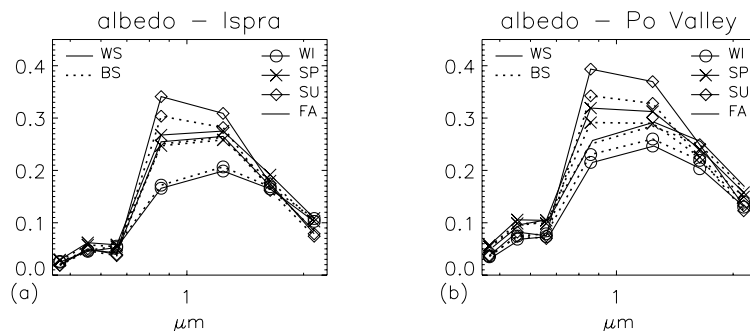 albedo – Ispra
WS
BS
WI
SP
SU
FA
0.4
0.3
0.2
0.1
0.0
(a)
1
µm
albedo – Po Valley
WS
BS
WI
SP
SU
FA
0.4
0.3
0.2
0.1
0.0
(b)
1
µm